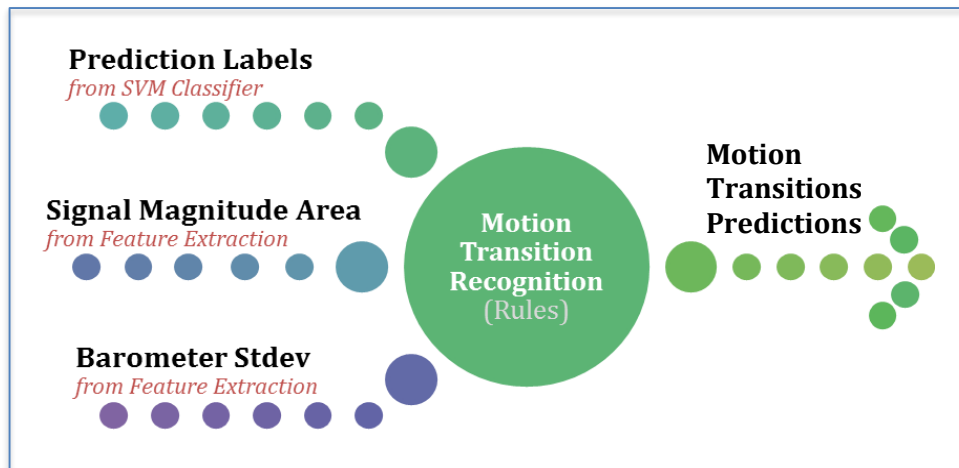 Prediction Labels
from SVM Classifier
Signal Magnitude Area
from Feature Extraction
Barometer Stdev
from Feature Extraction
Motion
Transition
Recognition
(Rules)
Motion
Transitions
Predictions